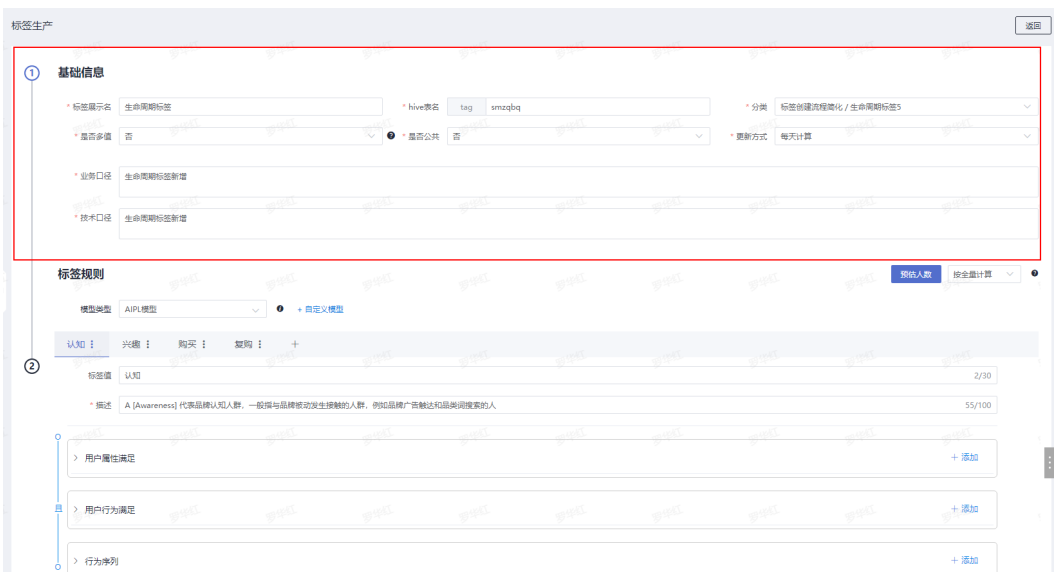 标签生产
返回
1 基础信息
* 标签展示名 生命周期标签 * hive表名 tag smzqbq * 分类 标签创建流程简化 / 生命周期标签5
* 是否多值 否 * 是否公共 否 * 更新方式 每天计算
* 业务口径 生命周期标签新增
* 技术口径 生命周期标签新增
标签规则 预估人数 按全量计算
模型类型 AIPL模型 + 自定义模型
认知 兴趣 购买 复购 +
2
标签值 认知 2/30
* 描述 A [Awareness] 代表品牌认知人群，一般指与品牌被动发生接触的人群，例如品牌广告触达和品类词搜索的人 55/100
用户属性满足 + 添加
且 用户行为满足 + 添加
行为序列 + 添加